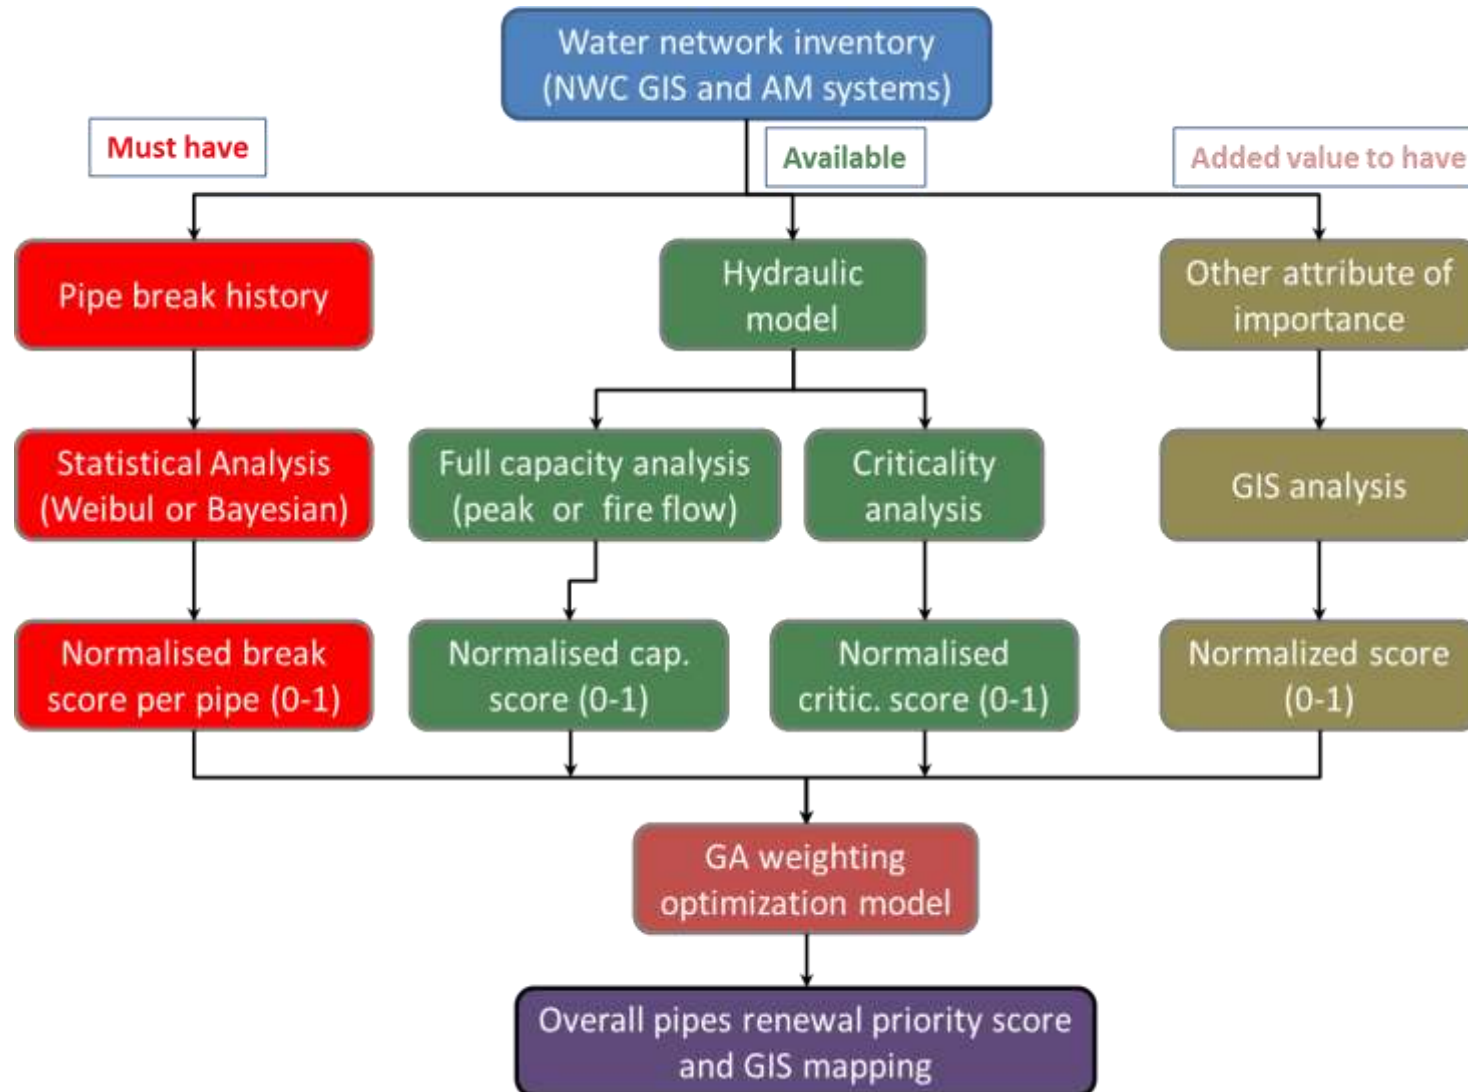 Water network inventory
(NWC GIS and AM systems)
Must have
Available
Added value to have
Pipe break history
Hydraulic
model
Other attribute of
importance
Statistical Analysis
(Weibul or Bayesian)
Full capacity analysis
(peak or fire flow)
Criticality
analysis
GIS analysis
Normalised break
score per pipe (0-1)
Normalised cap.
score (0-1)
Normalised
critic. score (0-1)
Normalized score
(0-1)
GA weighting
optimization model
Overall pipes renewal priority score
and GIS mapping